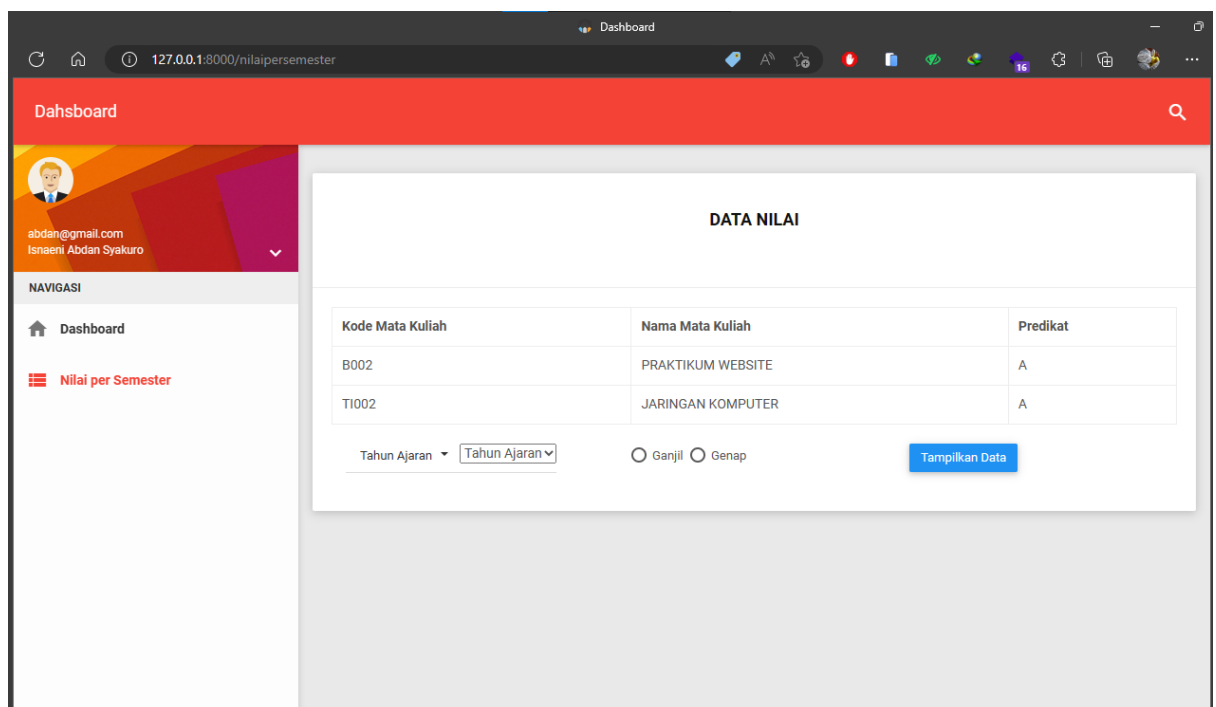 Dashboard
127.0.0.1:8000/nilaipersemester
16
Dahsboard
abdan@gmail.com
Isnaeni Abdan Syakuro
NAVIGASI
Dashboard
Nilai per Semester
DATA NILAI
Kode Mata Kuliah Nama Mata Kuliah Predikat
B002 PRAKTIKUM WEBSITE A
TI002 JARINGAN KOMPUTER A
Tahun Ajaran Tahun Ajaran Ganjil Genap Tampilkan Data